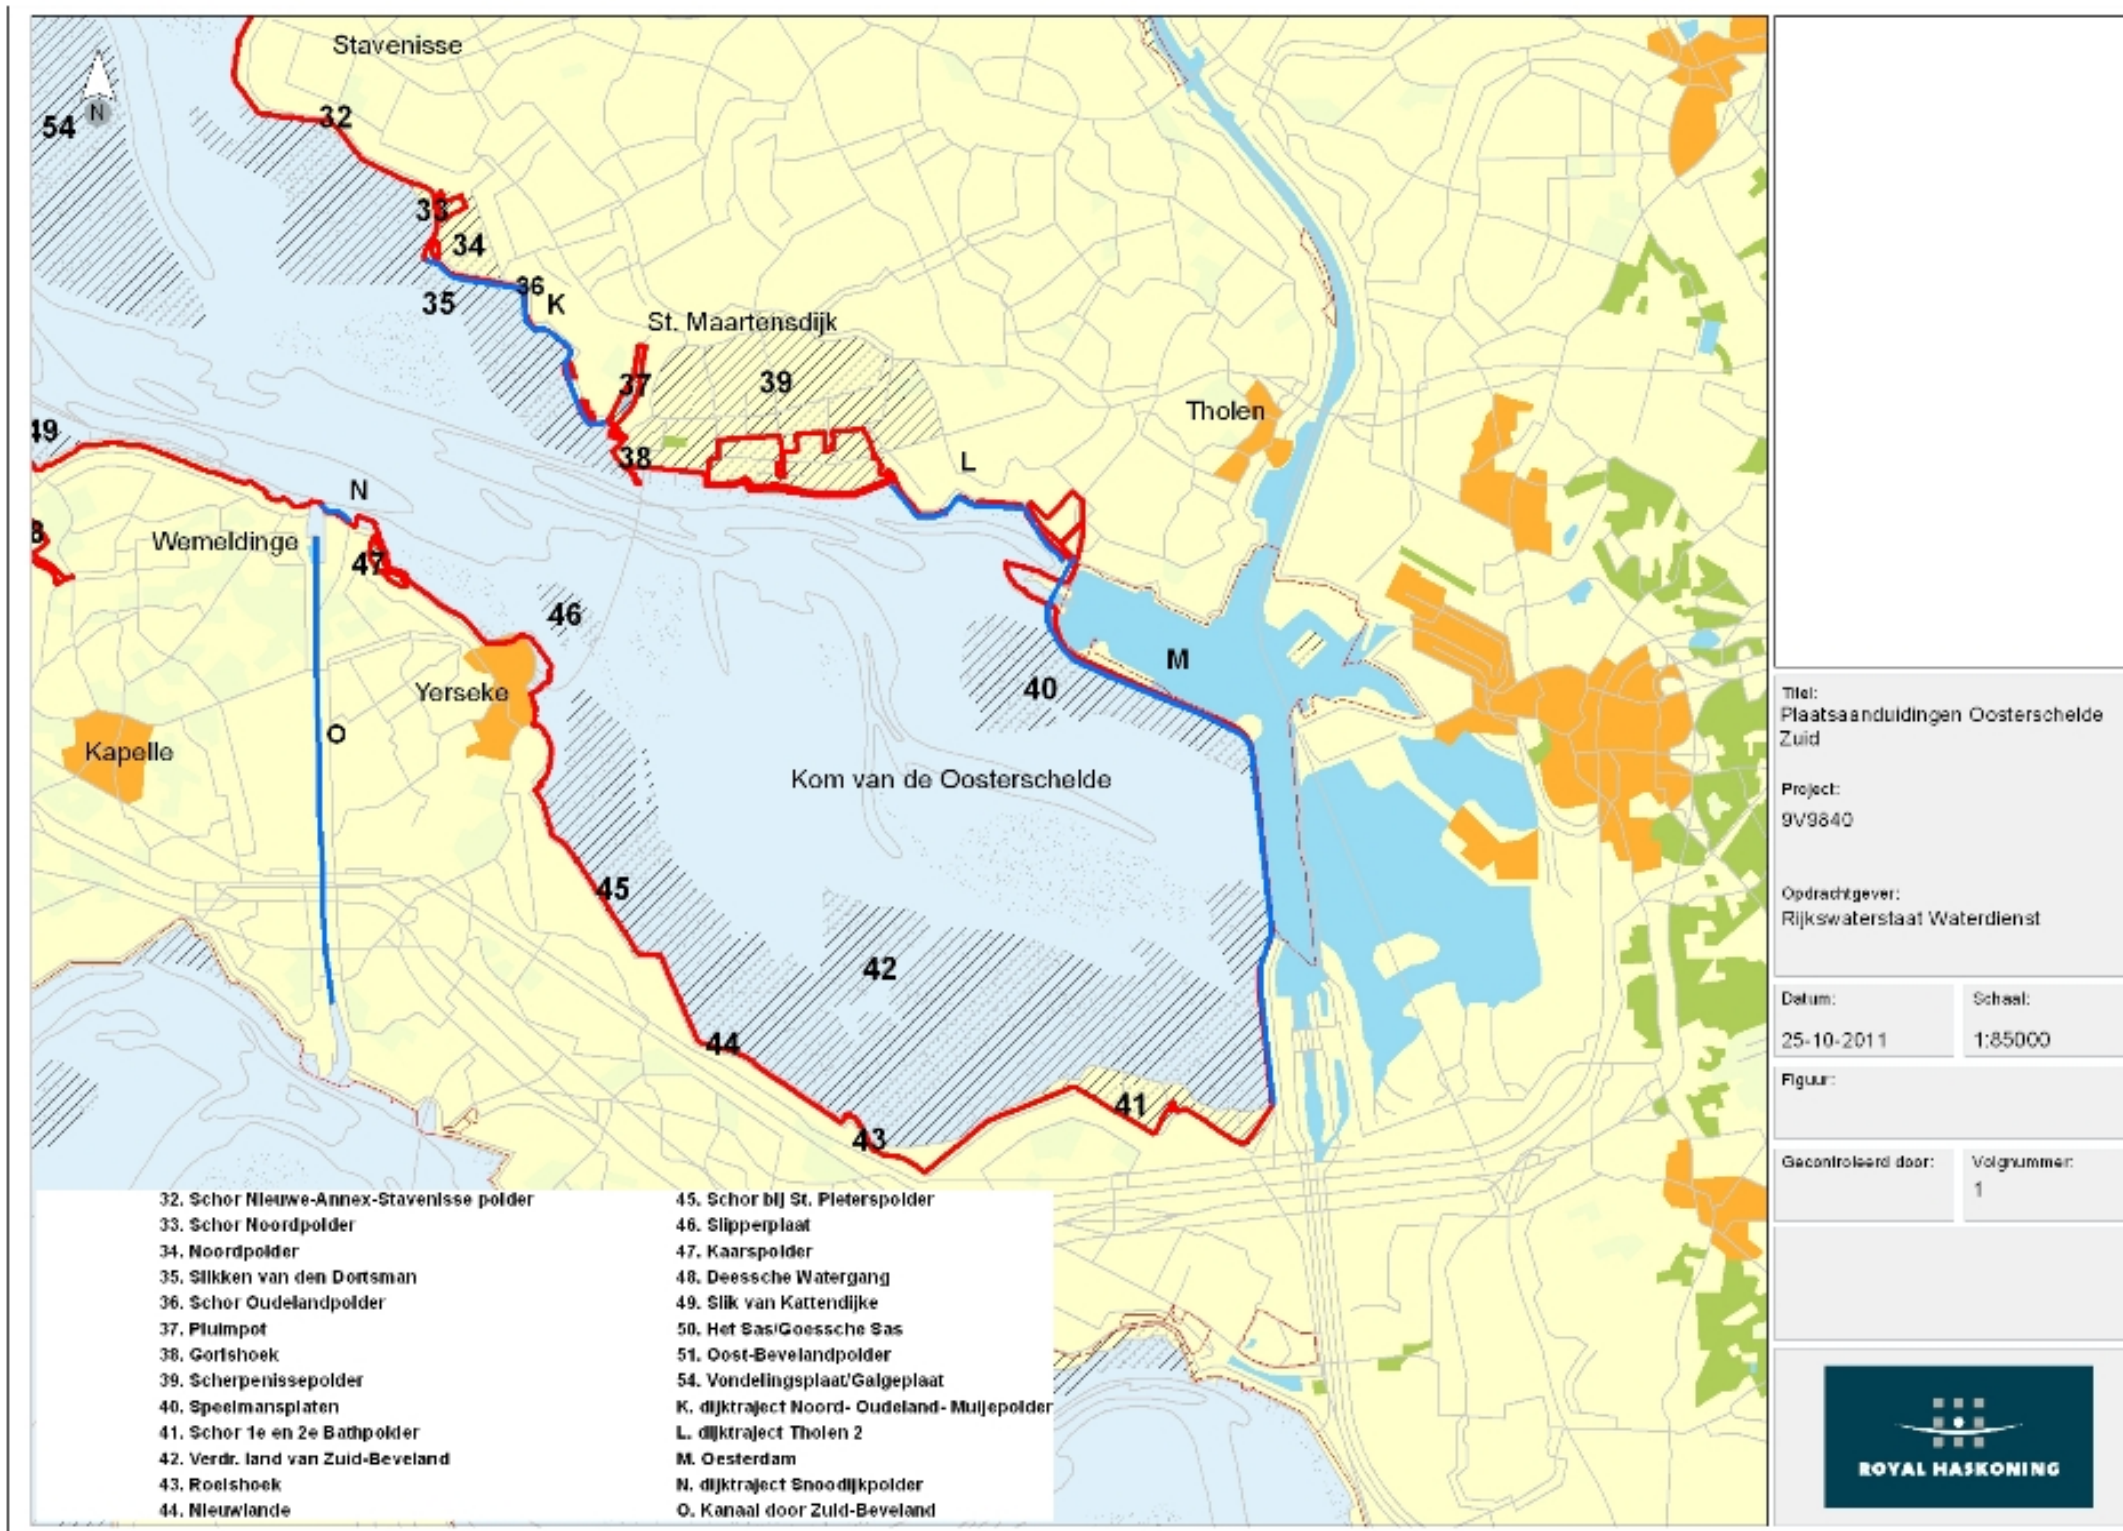 Stavenisse
N
54
32
33
34
35
36
K
St. Maartensdijk
37
39
Tholen
49
38
L
N
Wemeldinge
8
47
46
M
40
Yerseke
O
Kapelle
Kom van de Oosterschelde
45
42
44
41
43
32. Schor Nieuwe-Annex-Stavenisse polder
33. Schor Noordpolder
34. Noordpolder
35. Slikken van den Dortsman
36. Schor Oudelandpolder
37. Pluimpot
38. Gorishoek
39. Scherpenissepolder
40. Speelmansplaten
41. Schor 1e en 2e Bathpolder
42. Verdr. land van Zuid-Beveland
43. Roelshoek
44. Nieuwlande
45. Schor bij St. Pieterspolder
46. Slipperplaat
47. Kaarspolder
48. Deessche Watergang
49. Slik van Kattendijke
50. Het Sas/Goessche Sas
51. Oost-Bevelandpolder
54. Vondelingsplaat/Galgeplaat
K. dijktraject Noord- Oudeland- Muijepolder
L. dijktraject Tholen 2
M. Oesterdam
N. dijktraject Snoodijkpolder
O. Kanaal door Zuid-Beveland
Titel:
Plaatsaanduidingen Oosterschelde
Zuid
Project:
9V9840
Opdrachtgever:
Rijkswaterstaat Waterdienst
Datum:
25-10-2011
Schaal:
1:85000
Figuur:
Gecontroleerd door:
Volgnummer:
1
ROYAL HASKONING